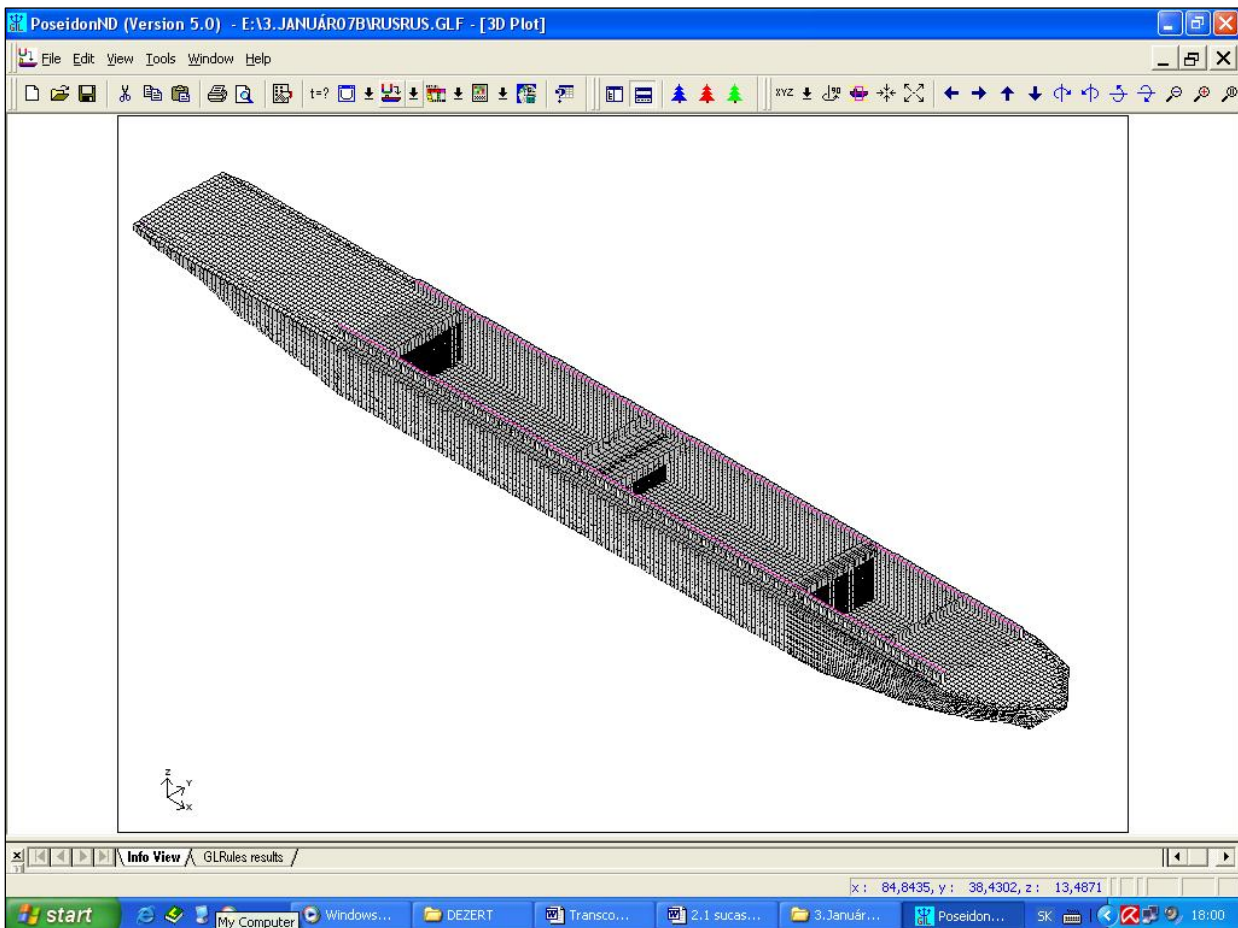 PoseidonND (Version 5.0) - E:\3.JANUÁR07B\RUSRUS.GLF - [3D Plot]
File Edit View Tools Window Help
t=? XYZ
Z
Y
X
Info View GLRules results
x : 84,8435, y : 38,4302, z : 13,4871
start My Computer Windows... DEZERT Transco... 2.1 sucas... 3.Január... Poseidon... SK 18:00